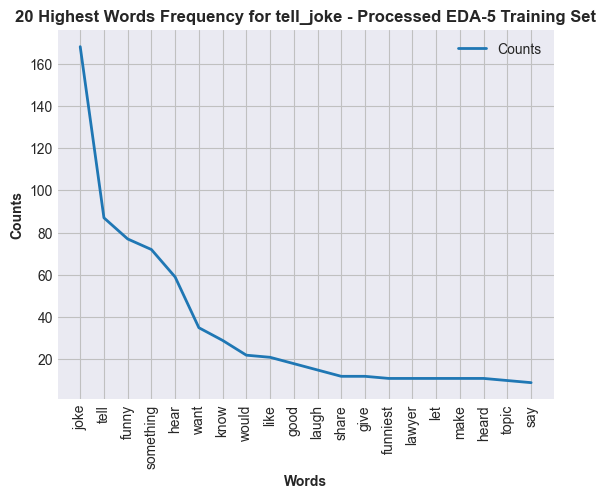 20 Highest Words Frequency for tell_joke - Processed EDA-5 Training Set
Counts
160
140
120
100
80
60
40
20
Counts
joke
tell
funny
something
hear
want
know
would
like
good
laugh
share
give
funniest
lawyer
let
make
heard
topic
say
Words